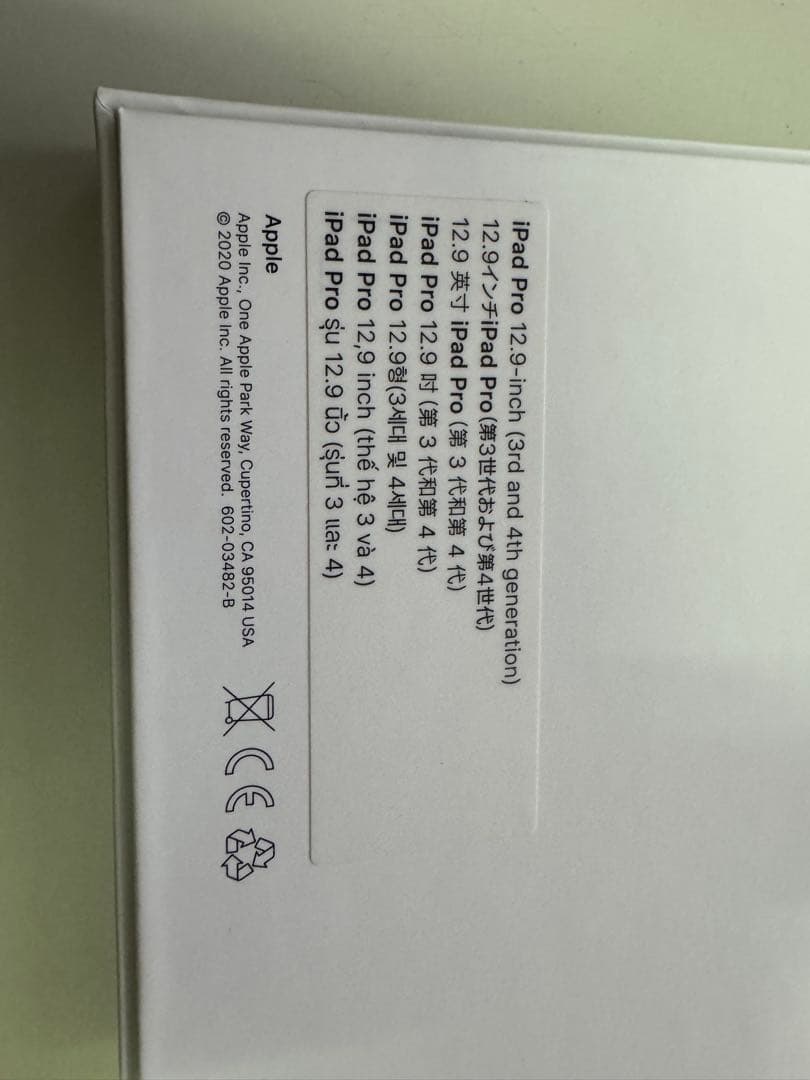 iPad Pro 12.9-inch (3rd and 4th generation)
12.9インチiPad Pro(第3世代および第4世代)
12.9 英寸 iPad Pro (第 3 代和第 4 代)
iPad Pro 12.9 吋 (第 3 代和第 4 代)
iPad Pro 12.9형(3세대 및 4세대)
iPad Pro 12,9 inch (thế hệ 3 và 4)
iPad Pro รุ่น 12.9 นิ้ว (รุ่นที่ 3 และ 4)
Apple
Apple Inc., One Apple Park Way, Cupertino, CA 95014 USA
© 2020 Apple Inc. All rights reserved. 602-03482-B
CE